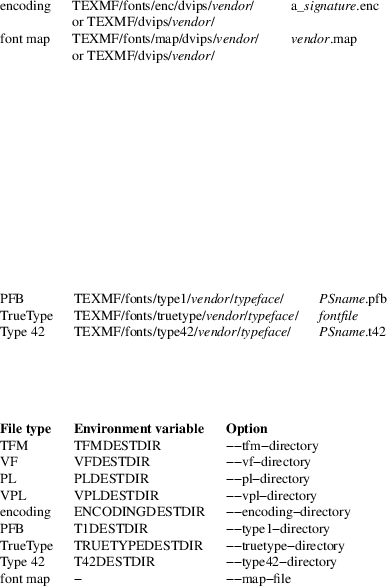 encoding TEXMF/fonts/enc/dvips/vendor/ a_signature.enc
or TEXMF/dvips/vendor/
font map TEXMF/fonts/map/dvips/vendor/ vendor.map
or TEXMF/dvips/vendor/
PFB TEXMF/fonts/type1/vendor/typeface/ PSname.pfb
TrueType TEXMF/fonts/truetype/vendor/typeface/ fontfile
Type 42 TEXMF/fonts/type42/vendor/typeface/ PSname.t42
File type Environment variable Option
TFM TFMDESTDIR −−tfm−directory
VF VFDESTDIR −−vf−directory
PL PLDESTDIR −−pl−directory
VPL VPLDESTDIR −−vpl−directory
encoding ENCODINGDESTDIR −−encoding−directory
PFB T1DESTDIR −−type1−directory
TrueType TRUETYPEDESTDIR −−truetype−directory
Type 42 T42DESTDIR −−type42−directory
font map − −−map−file